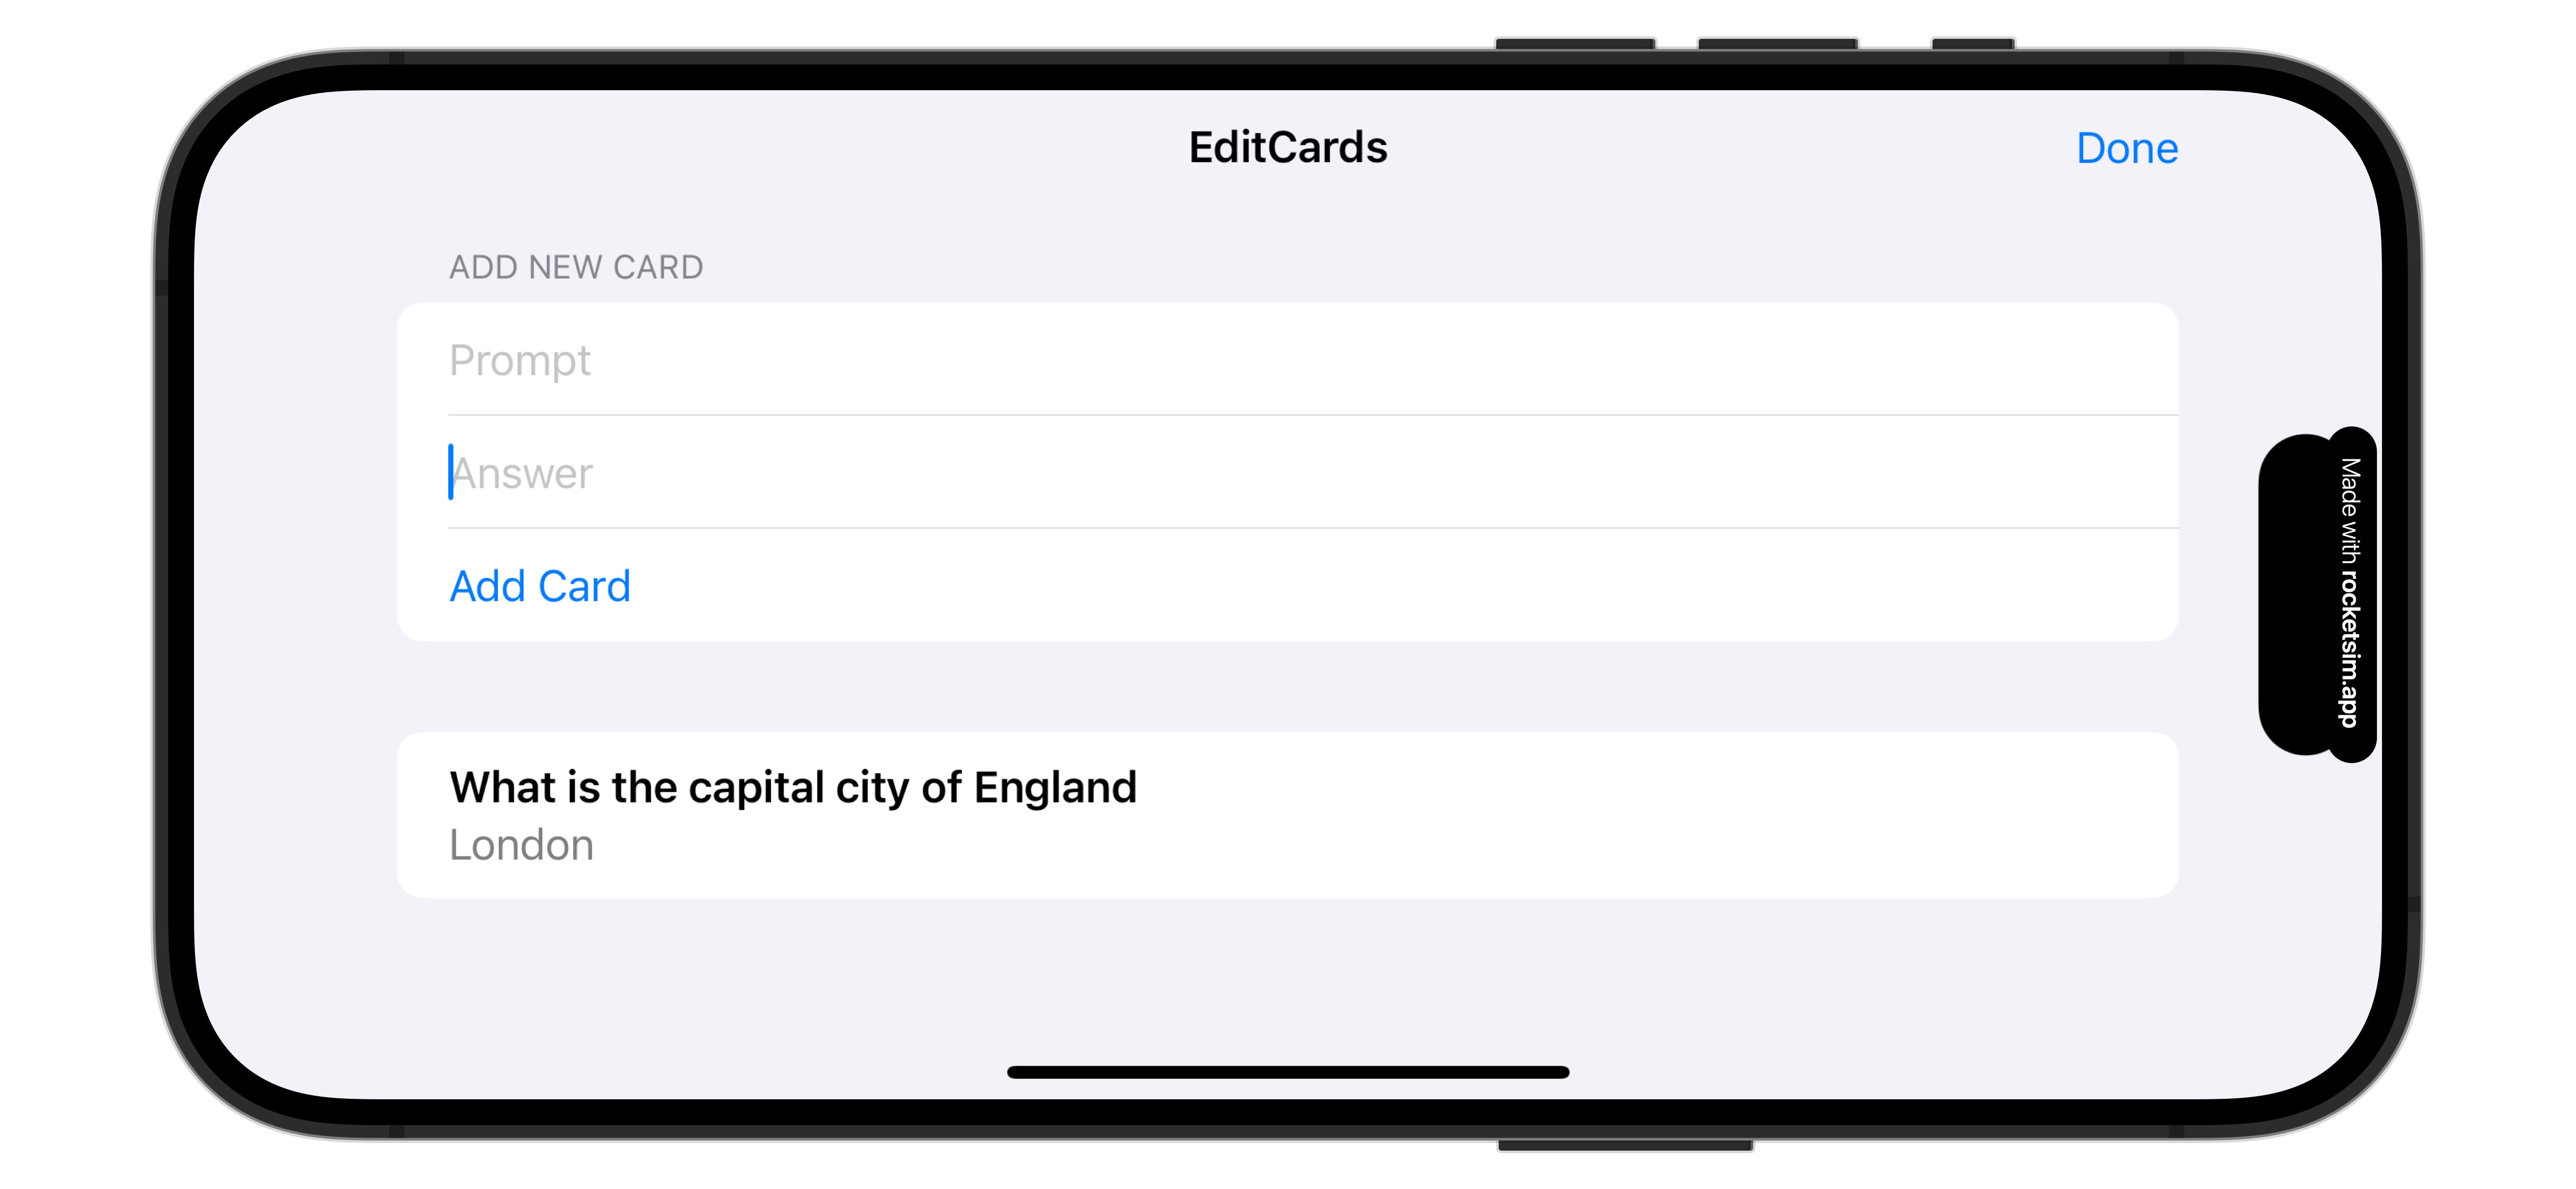 EditCards
Done
ADD NEW CARD
Prompt
Answer
Add Card
What is the capital city of England
London
Made with rocketsim.app